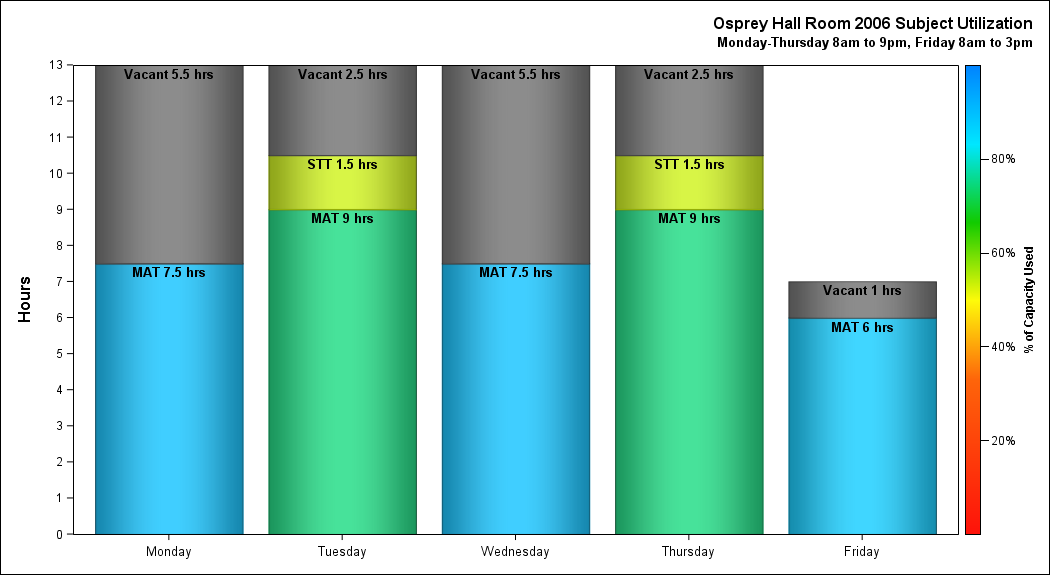 Osprey Hall Room 2006 Subject Utilization
Monday-Thursday 8am to 9pm, Friday 8am to 3pm
Hours
13
12
11
10
9
8
7
6
5
4
3
2
1
0
Vacant 5.5 hrs
MAT 7.5 hrs
Vacant 2.5 hrs
STT 1.5 hrs
MAT 9 hrs
Vacant 5.5 hrs
MAT 7.5 hrs
Vacant 2.5 hrs
STT 1.5 hrs
MAT 9 hrs
Vacant 1 hrs
MAT 6 hrs
Monday
Tuesday
Wednesday
Thursday
Friday
80%
60%
40%
20%
% of Capacity Used